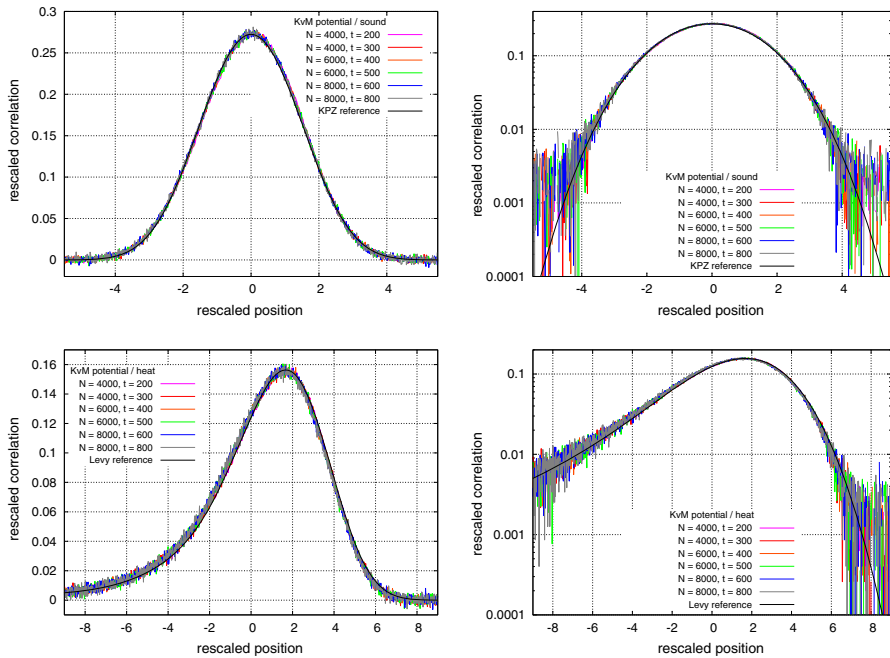 rescaled correlation
0.3
0.25
0.2
0.15
0.1
0.05
0
KvM potential / sound
N = 4000, t = 200
N = 4000, t = 300
N = 6000, t = 400
N = 6000, t = 500
N = 8000, t = 600
N = 8000, t = 800
KPZ reference
-4 -2 0 2 4
rescaled position
rescaled correlation
0.1
0.01
0.001
0.0001
KvM potential / sound
N = 4000, t = 200
N = 4000, t = 300
N = 6000, t = 400
N = 6000, t = 500
N = 8000, t = 600
N = 8000, t = 800
KPZ reference
-4 -2 0 2 4
rescaled position
rescaled correlation
0.16
0.14
0.12
0.1
0.08
0.06
0.04
0.02
0
KvM potential / heat
N = 4000, t = 200
N = 4000, t = 300
N = 6000, t = 400
N = 6000, t = 500
N = 8000, t = 600
N = 8000, t = 800
Levy reference
-8 -6 -4 -2 0 2 4 6 8
rescaled position
rescaled correlation
0.1
0.01
0.001
0.0001
KvM potential / heat
N = 4000, t = 200
N = 4000, t = 300
N = 6000, t = 400
N = 6000, t = 500
N = 8000, t = 600
N = 8000, t = 800
Levy reference
-8 -6 -4 -2 0 2 4 6 8
rescaled position